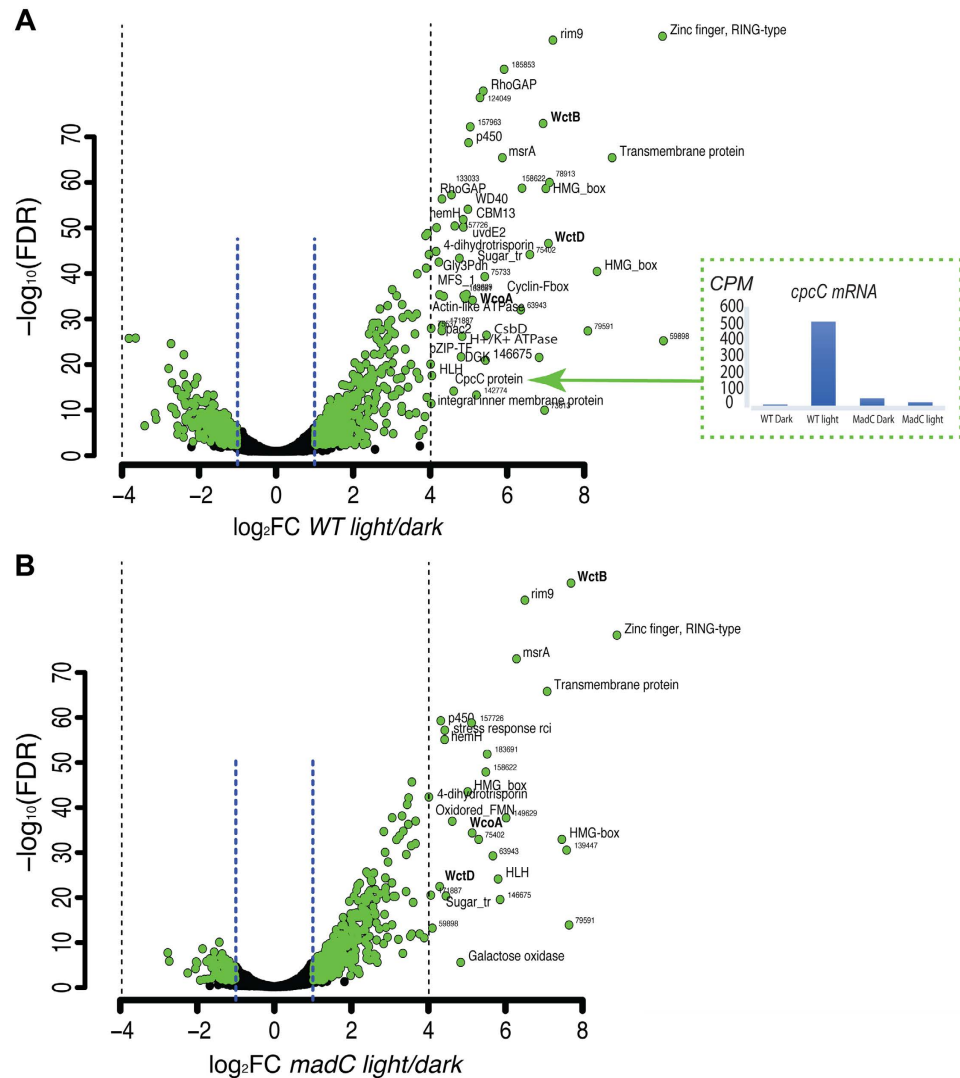 A
rim9
Zinc finger, RING-type
185853
RhoGAP
124049
157963
WctB
p450
msrA
Transmembrane protein
133033
158622
78913
RhoGAP
HMG_box
WD40
hemH
CBM13
157726
uvdE2
WctD
4-dihydrotrisporin
Sugar_tr
75402
Gly3Pdh
HMG_box
75733
MFS_1
Cyclin-Fbox
WcoA
Actin-like ATPase
63943
171887
Opac2
CsbD
79591
H+/K+ ATPase
59898
bZIP-TF
DGK
146675
HLH
CpcC protein
142774
integral inner membrane protein
70
60
50
40
30
20
10
0
−log₁₀(FDR)
−4
−2
0
2
4
6
8
log₂FC WT light/dark
CPM
cpcC mRNA
600
500
400
300
200
100
0
WT Dark
WT light
MadC Dark
MadC light
B
WctB
rim9
Zinc finger, RING-type
msrA
Transmembrane protein
p450
157726
stress response rci
hemH
183691
158622
HMG_box
4-dihydrotrisporin
Oxidored_FMN
149629
WcoA
75402
HMG-box
139447
63943
WctD
HLH
171887
Sugar_tr
146675
59898
79591
Galactose oxidase
70
60
50
40
30
20
10
0
−log₁₀(FDR)
−4
−2
0
2
4
6
8
log₂FC madC light/dark